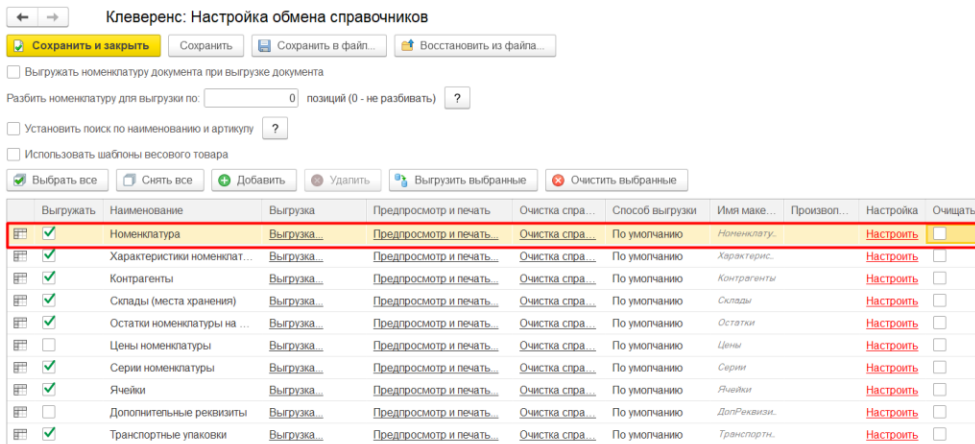 Клеверенс: Настройка обмена справочников
Сохранить и закрыть Сохранить Сохранить в файл... Восстановить из файла...
Выгружать номенклатуру документа при выгрузке документа
Разбить номенклатуру для выгрузки по: 0 позиций (0 - не разбивать) ?
Установить поиск по наименованию и артикулу ?
Использовать шаблоны весового товара
Выбрать все Снять все Добавить Удалить Выгрузить выбранные Очистить выбранные
Выгружать Наименование Выгрузка Предпросмотр и печать Очистка спра... Способ выгрузки Имя маке... Произвол... Настройка Очищать
Номенклатура Выгрузка... Предпросмотр и печать... Очистка спра... По умолчанию Номенклату.. Настроить
Характеристики номенклат... Выгрузка... Предпросмотр и печать... Очистка спра... По умолчанию Характерис.. Настроить
Контрагенты Выгрузка... Предпросмотр и печать... Очистка спра... По умолчанию Контрагенты Настроить
Склады (места хранения) Выгрузка... Предпросмотр и печать... Очистка спра... По умолчанию Склады Настроить
Остатки номенклатуры на ... Выгрузка... Предпросмотр и печать... Очистка спра... По умолчанию Остатки Настроить
Цены номенклатуры Выгрузка... Предпросмотр и печать... Очистка спра... По умолчанию Цены Настроить
Серии номенклатуры Выгрузка... Предпросмотр и печать... Очистка спра... По умолчанию Серии Настроить
Ячейки Выгрузка... Предпросмотр и печать... Очистка спра... По умолчанию Ячейки Настроить
Дополнительные реквизиты Выгрузка... Предпросмотр и печать... Очистка спра... По умолчанию ДопРеквизи.. Настроить
Транспортные упаковки Выгрузка... Предпросмотр и печать... Очистка спра... По умолчанию Транспортн.. Настроить